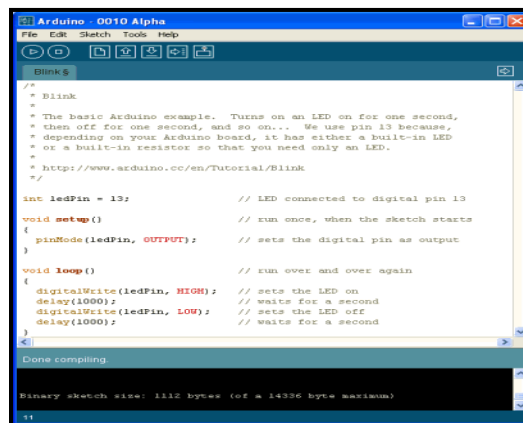 Arduino - 0010 Alpha
File Edit Sketch Tools Help
Blink §
/*
 * Blink
 *
 * The basic Arduino example.  Turns on an LED on for one second,
 * then off for one second, and so on...  We use pin 13 because,
 * depending on your Arduino board, it has either a built-in LED
 * or a built-in resistor so that you need only an LED.
 *
 * http://www.arduino.cc/en/Tutorial/Blink
 */
int ledPin = 13;                // LED connected to digital pin 13
void setup()                    // run once, when the sketch starts
{
  pinMode(ledPin, OUTPUT);      // sets the digital pin as output
}
void loop()                     // run over and over again
{
  digitalWrite(ledPin, HIGH);   // sets the LED on
  delay(1000);                  // waits for a second
  digitalWrite(ledPin, LOW);    // sets the LED off
  delay(1000);                  // waits for a second
}
Done compiling.
Binary sketch size: 1112 bytes (of a 14336 byte maximum)
11